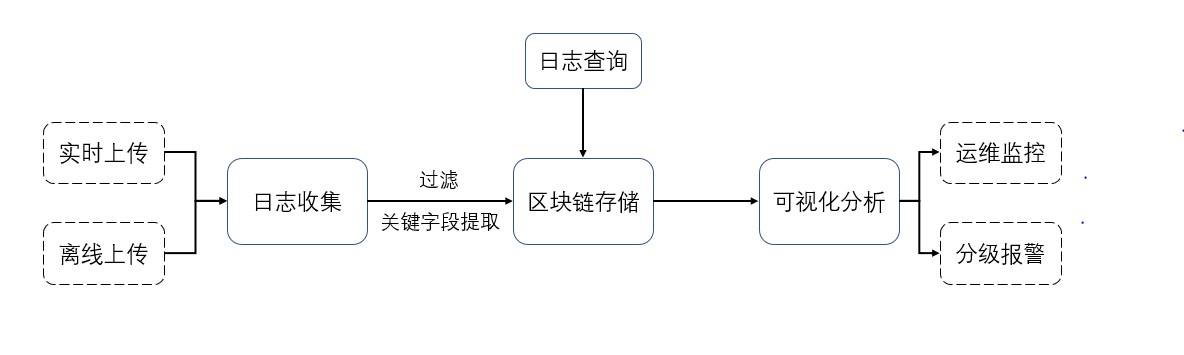 日志查询
实时上传
离线上传
日志收集
过滤
关键字段提取
区块链存储
可视化分析
运维监控
分级报警